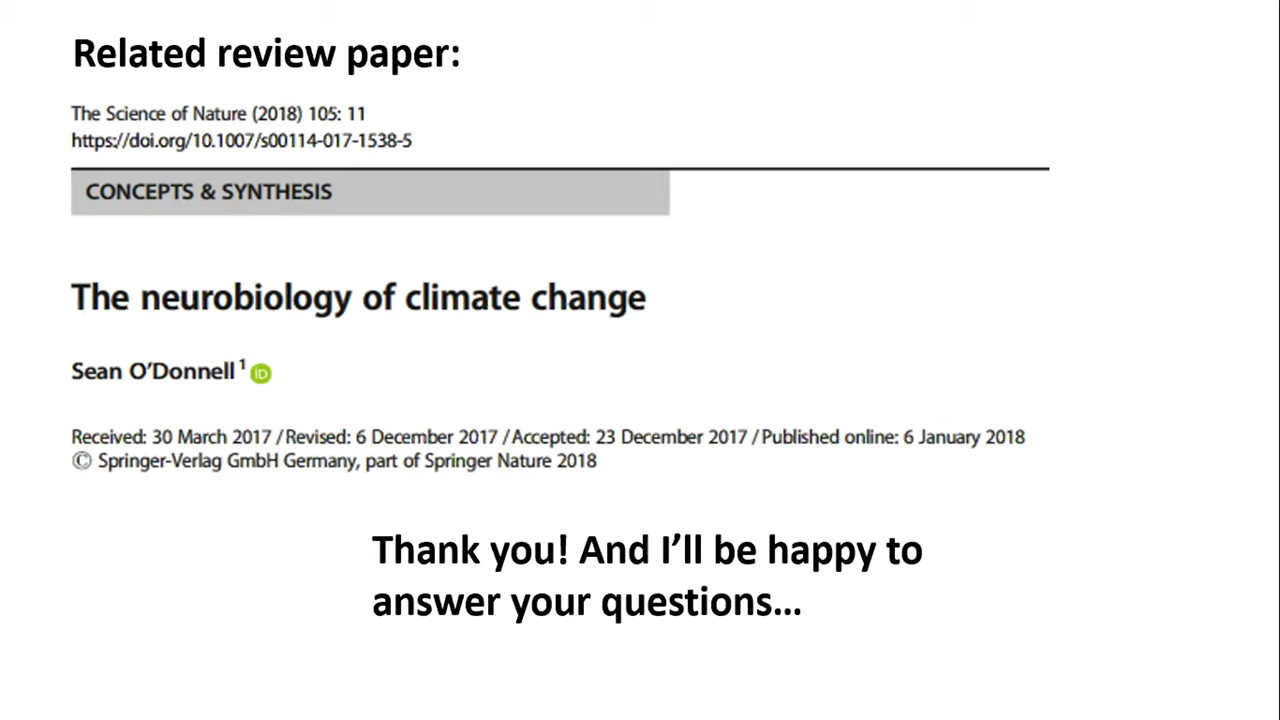 Related review paper:
The Science of Nature (2018) 105: 11
https://doi.org/10.1007/s00114-017-1538-5
CONCEPTS & SYNTHESIS
The neurobiology of climate change
Sean O’Donnell 1 iD
Received: 30 March 2017 / Revised: 6 December 2017 / Accepted: 23 December 2017 / Published online: 6 January 2018
© Springer-Verlag GmbH Germany, part of Springer Nature 2018
Thank you! And I’ll be happy to
answer your questions…